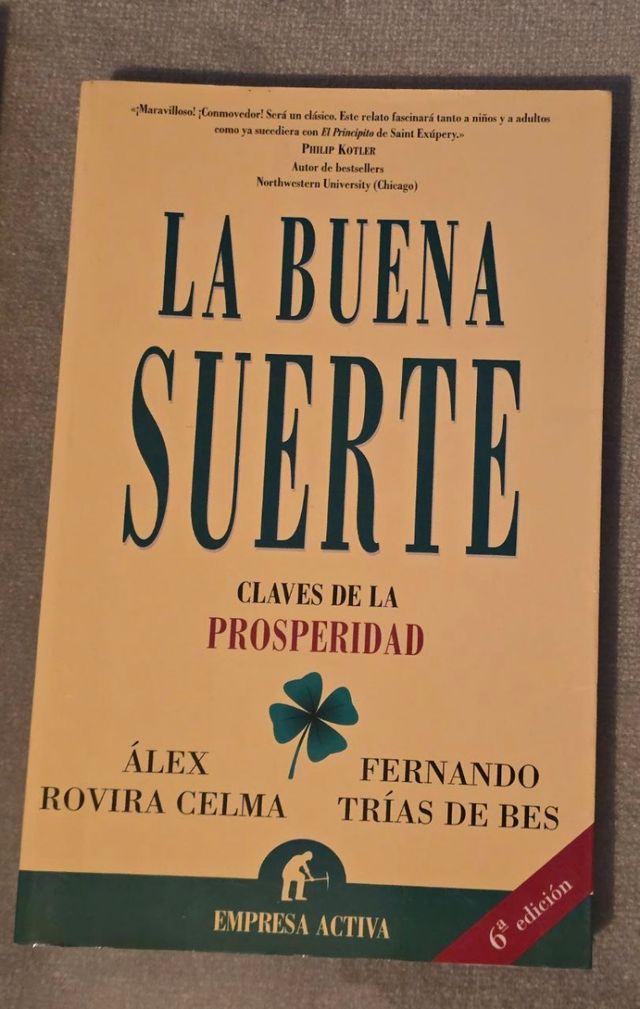 «¡Maravilloso! ¡Conmovedor! Será un clásico. Este relato fascinará tanto a niños y a adultos
como ya sucediera con El Principito de Saint Exúpery.»
PHILIP KOTLER
Autor de bestsellers
Northwestern University (Chicago)
LA BUENA
SUERTE
CLAVES DE LA
PROSPERIDAD
ÁLEX
ROVIRA CELMA
FERNANDO
TRÍAS DE BES
EMPRESA ACTIVA
6ª edición